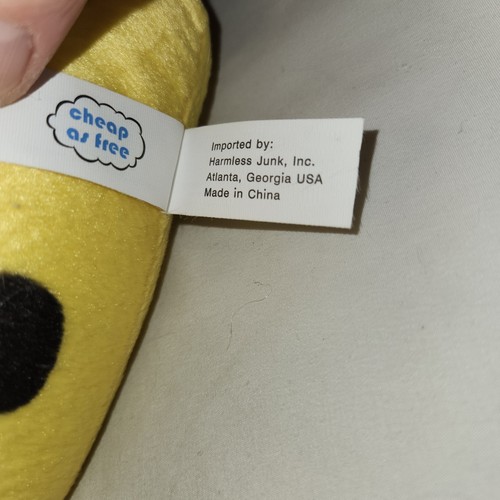 cheap
as free
Imported by:
Harmless Junk, Inc.
Atlanta, Georgia USA
Made in China